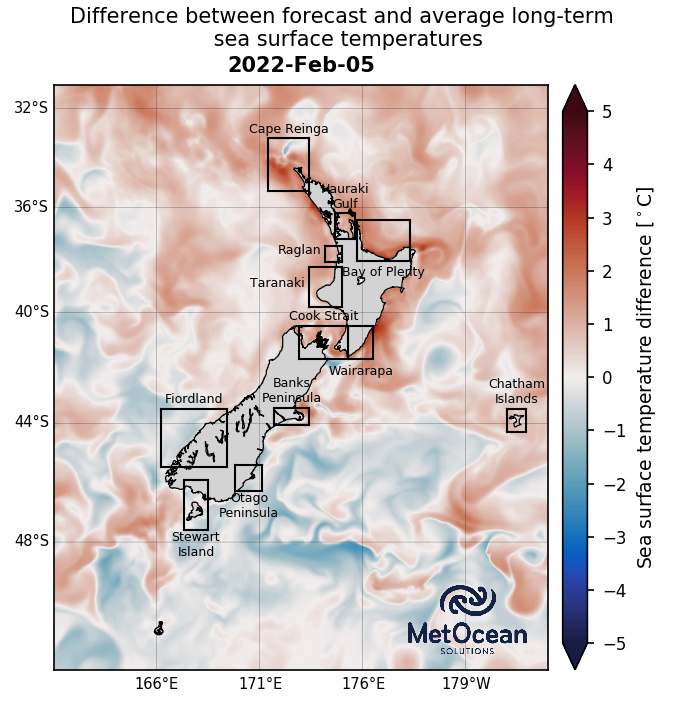 Difference between forecast and average long-term
sea surface temperatures
2022-Feb-05
32°S
36°S
40°S
44°S
48°S
166°E
171°E
176°E
179°W
Cape Reinga
Hauraki
Gulf
Raglan
Bay of Plenty
Taranaki
Cook Strait
Wairarapa
Banks
Peninsula
Fiordland
Chatham
Islands
Otago
Peninsula
Stewart
Island
MetOcean
SOLUTIONS
5
4
3
2
1
0
−1
−2
−3
−4
−5
Sea surface temperature difference [°C]